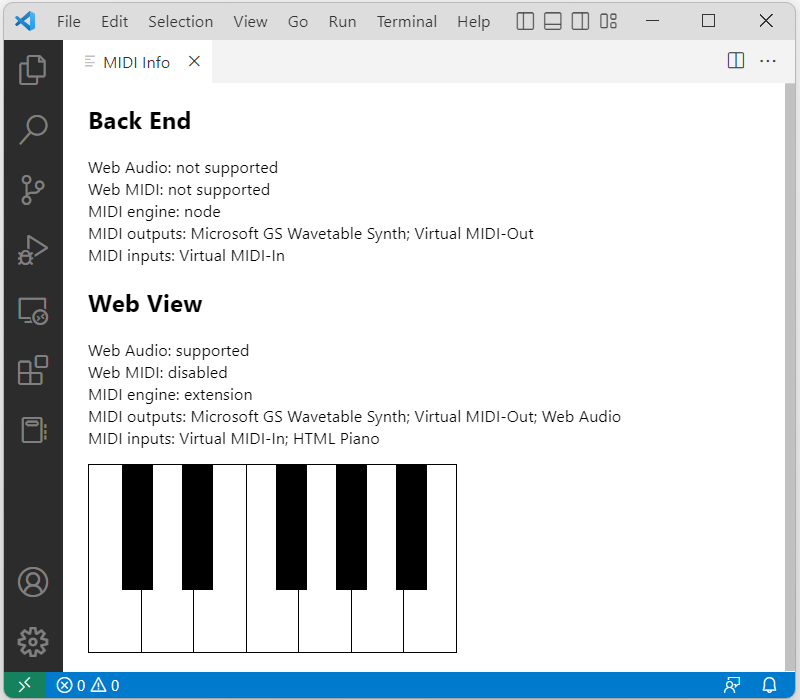 File Edit Selection View Go Run Terminal Help
MIDI Info
Back End
Web Audio: not supported
Web MIDI: not supported
MIDI engine: node
MIDI outputs: Microsoft GS Wavetable Synth; Virtual MIDI-Out
MIDI inputs: Virtual MIDI-In
Web View
Web Audio: supported
Web MIDI: disabled
MIDI engine: extension
MIDI outputs: Microsoft GS Wavetable Synth; Virtual MIDI-Out; Web Audio
MIDI inputs: Virtual MIDI-In; HTML Piano
0 0